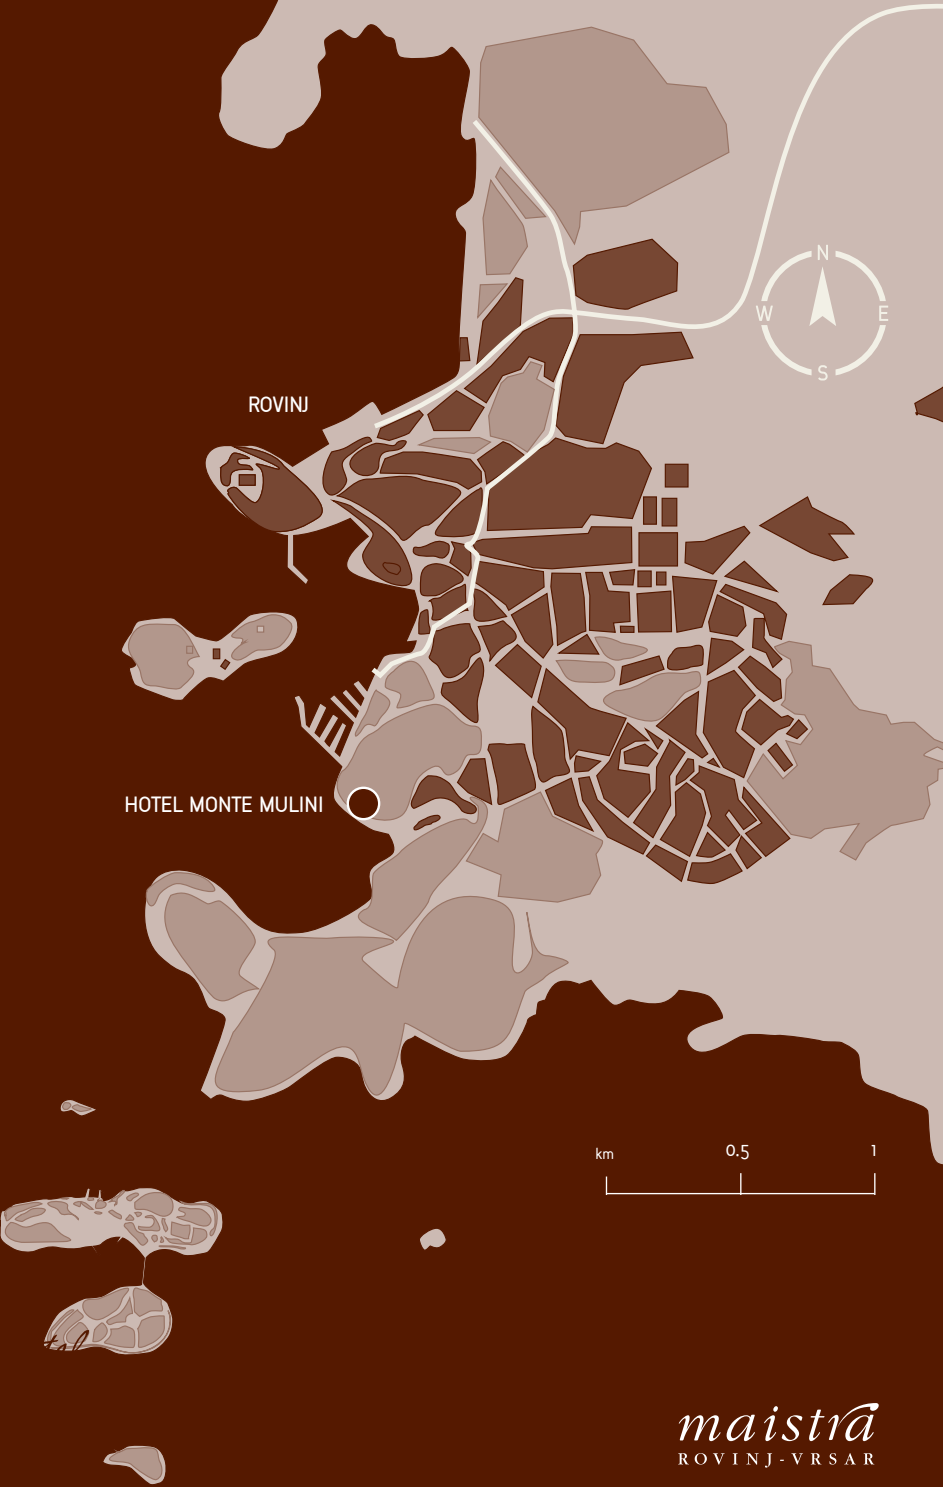 N
W E
S
ROVINJ
HOTEL MONTE MULINI
km 0.5 1
maistra
ROVINJ-VRSAR